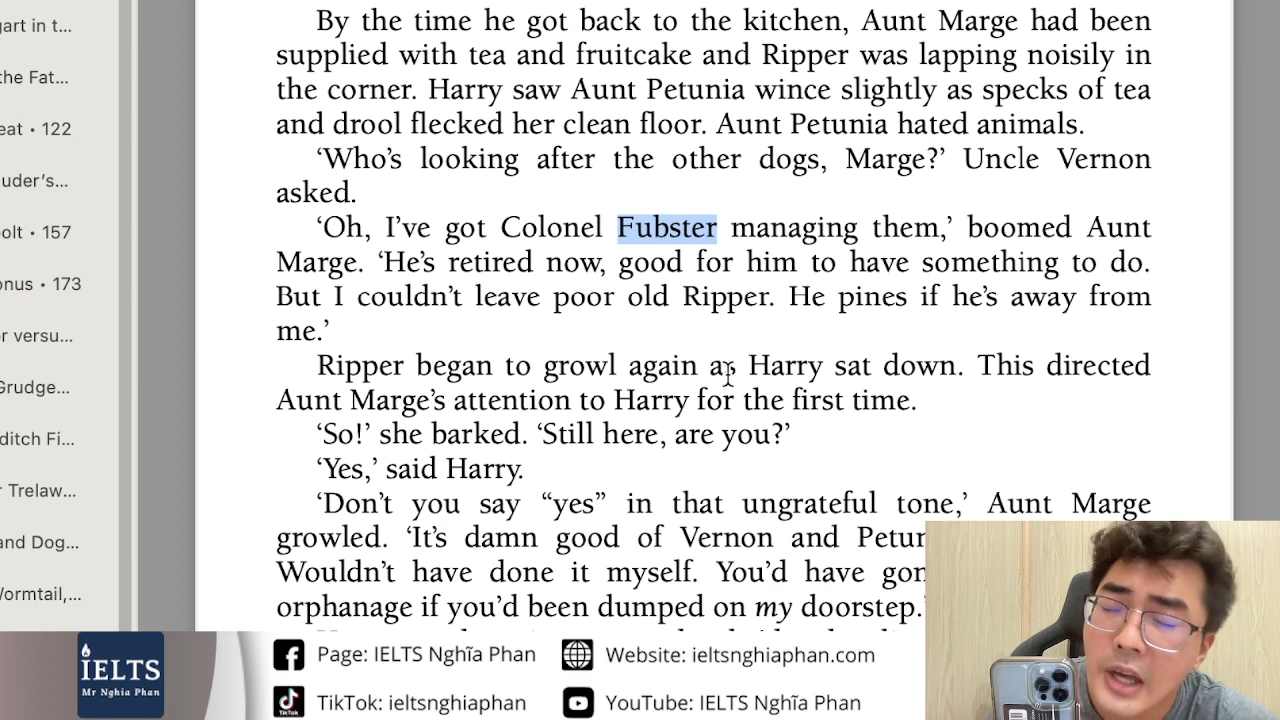 gart in t...
the Fat...
eat • 122
uder's...
olt • 157
onus • 173
or versu...
Grudge...
ditch Fi...
r Trelaw...
and Dog...
Wormtail,...
By the time he got back to the kitchen, Aunt Marge had been
supplied with tea and fruitcake and Ripper was lapping noisily in
the corner. Harry saw Aunt Petunia wince slightly as specks of tea
and drool flecked her clean floor. Aunt Petunia hated animals.
‘Who’s looking after the other dogs, Marge?’ Uncle Vernon
asked.
‘Oh, I’ve got Colonel Fubster managing them,’ boomed Aunt
Marge. ‘He’s retired now, good for him to have something to do.
But I couldn’t leave poor old Ripper. He pines if he’s away from
me.’
Ripper began to growl again as Harry sat down. This directed
Aunt Marge’s attention to Harry for the first time.
‘So!’ she barked. ‘Still here, are you?’
‘Yes,’ said Harry.
‘Don’t you say “yes” in that ungrateful tone,’ Aunt Marge
growled. ‘It’s damn good of Vernon and Petun
Wouldn’t have done it myself. You’d have gon
orphanage if you’d been dumped on my doorstep.’
IELTS
Mr Nghia Phan
Page: IELTS Nghĩa Phan
Website: ieltsnghiaphan.com
TikTok
TikTok: ieltsnghiaphan
YouTube: IELTS Nghĩa Phan